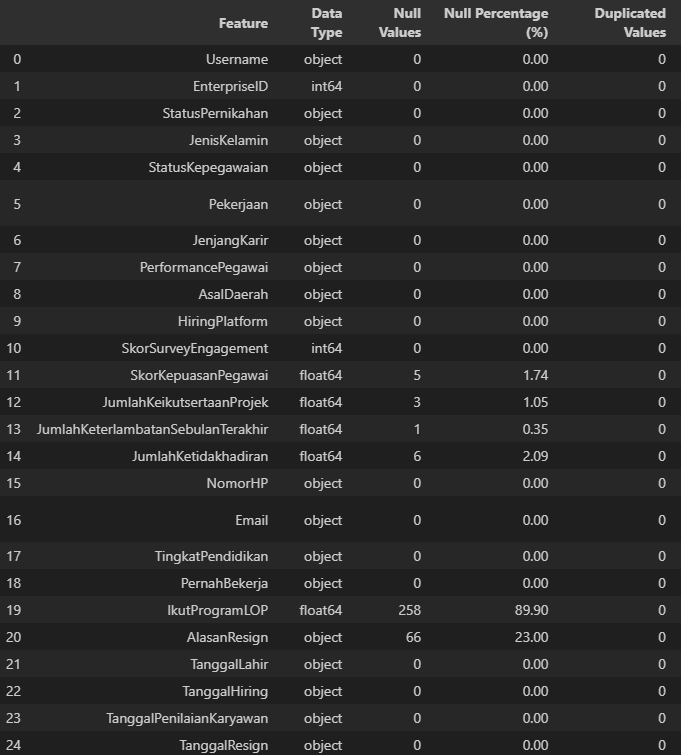 Feature Data Type Null Values Null Percentage (%) Duplicated Values
0 Username object 0 0.00 0
1 EnterpriseID int64 0 0.00 0
2 StatusPernikahan object 0 0.00 0
3 JenisKelamin object 0 0.00 0
4 StatusKepegawaian object 0 0.00 0
5 Pekerjaan object 0 0.00 0
6 JenjangKarir object 0 0.00 0
7 PerformancePegawai object 0 0.00 0
8 AsalDaerah object 0 0.00 0
9 HiringPlatform object 0 0.00 0
10 SkorSurveyEngagement int64 0 0.00 0
11 SkorKepuasanPegawai float64 5 1.74 0
12 JumlahKeikutsertaanProjek float64 3 1.05 0
13 JumlahKeterlambatanSebulanTerakhir float64 1 0.35 0
14 JumlahKetidakhadiran float64 6 2.09 0
15 NomorHP object 0 0.00 0
16 Email object 0 0.00 0
17 TingkatPendidikan object 0 0.00 0
18 PernahBekerja object 0 0.00 0
19 IkutProgramLOP float64 258 89.90 0
20 AlasanResign object 66 23.00 0
21 TanggalLahir object 0 0.00 0
22 TanggalHiring object 0 0.00 0
23 TanggalPenilaianKaryawan object 0 0.00 0
24 TanggalResign object 0 0.00 0